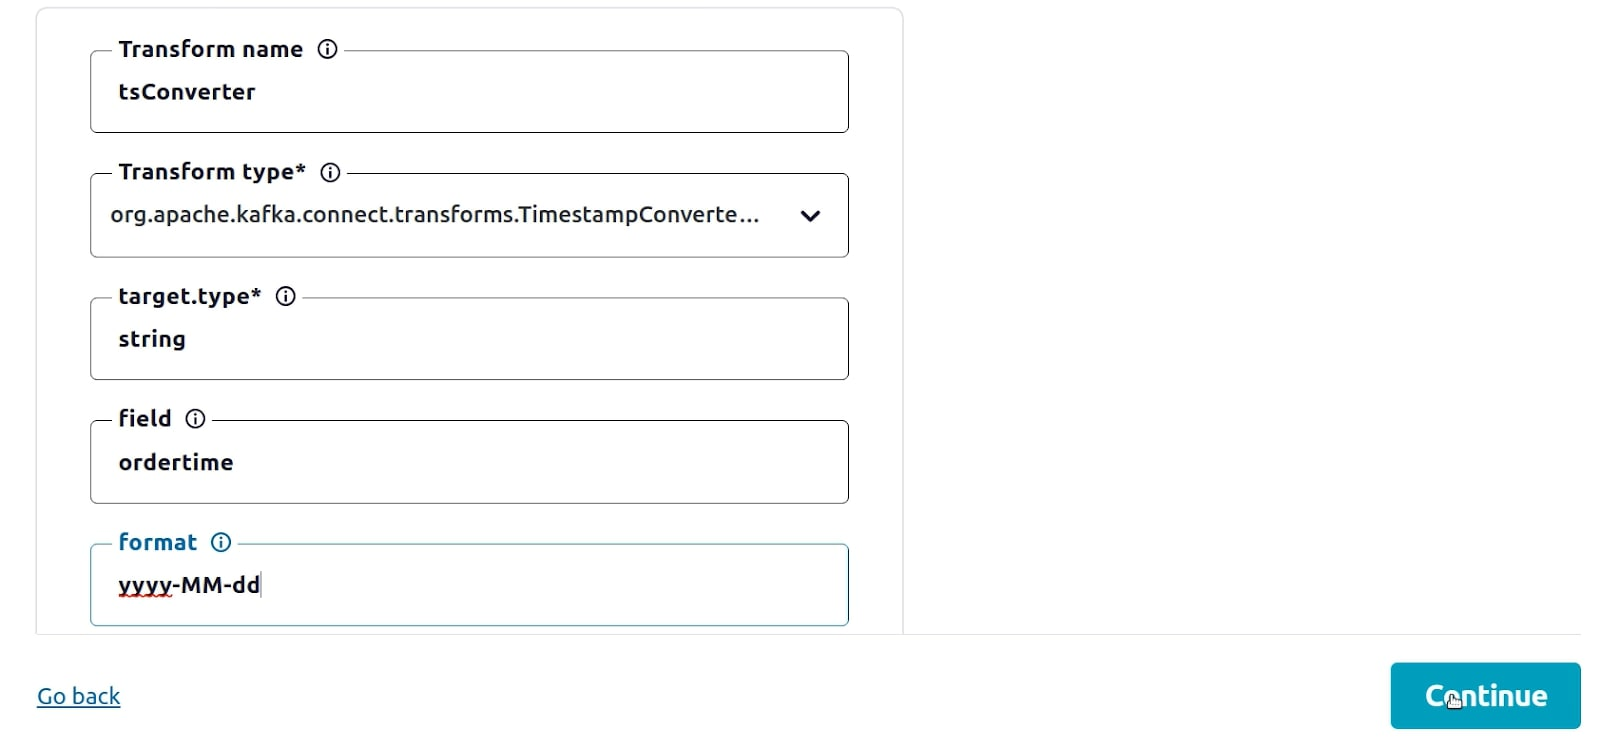 Transform name
tsConverter
Transform type*
org.apache.kafka.connect.transforms.TimestampConverte...
target.type*
string
field
ordertime
format
yyyy-MM-dd
Go back
Continue